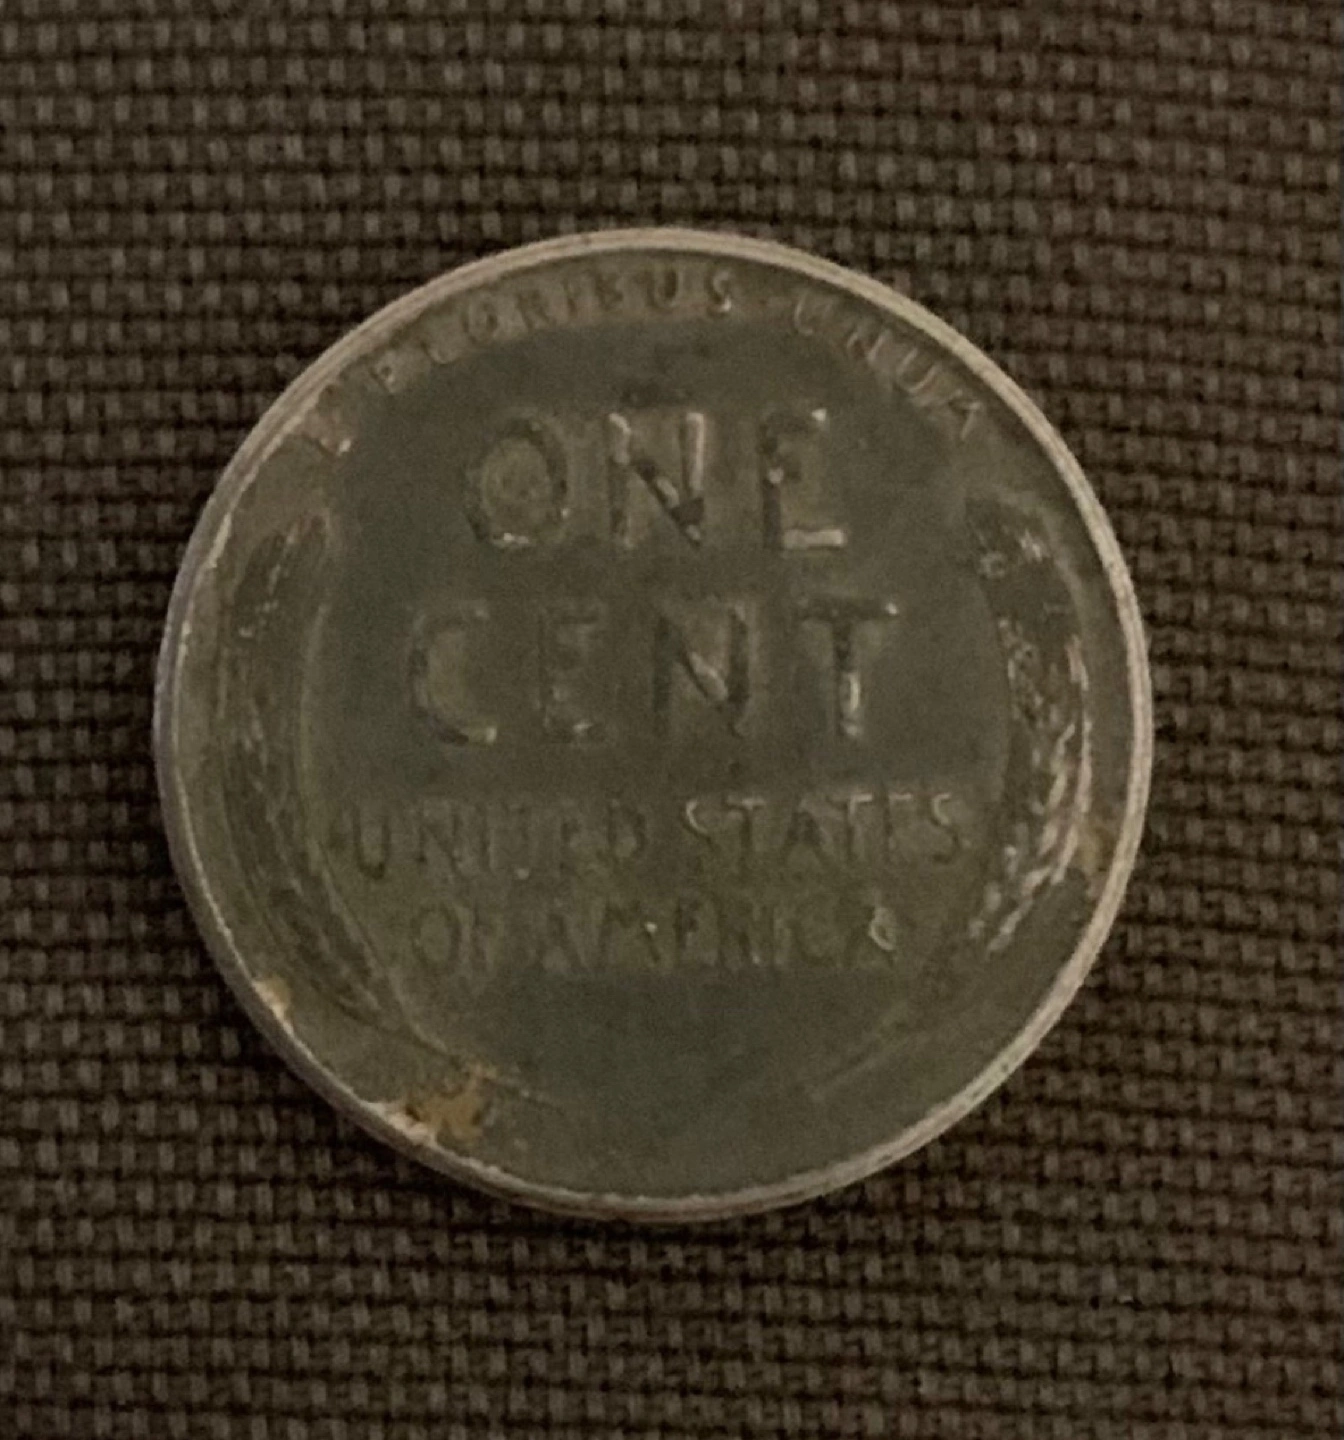 E PLURIBUS UNUM
ONE
CENT
UNITED STATES
OF AMERICA